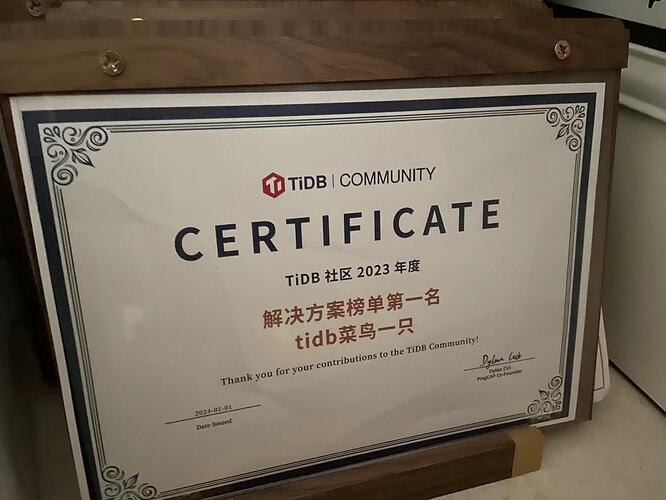 TiDB | COMMUNITY
CERTIFICATE
TiDB 社区 2023 年度
解决方案榜单第一名
tidb菜鸟一只
Thank you for your contributions to the TiDB Community!
Dylan Cui
Dylan CUI
PingCAP Co-Founder
2024-01-01
Date Issued